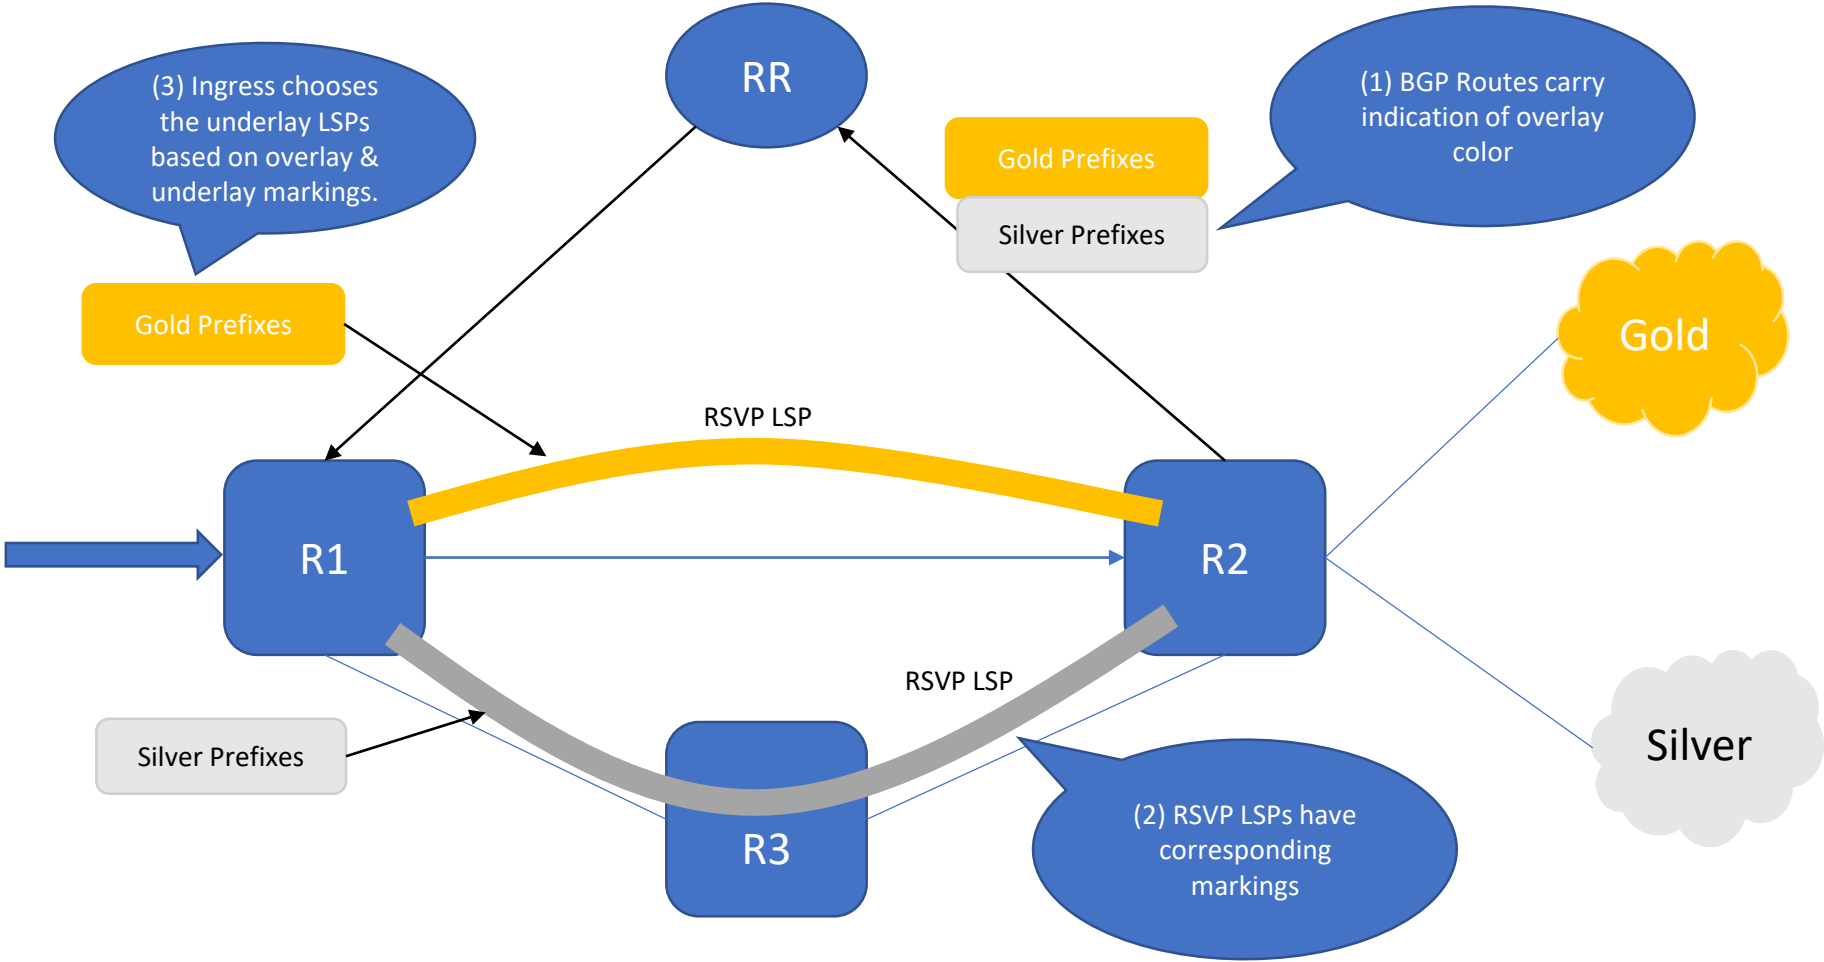 RR
(3) Ingress chooses
the underlay LSPs
based on overlay &
underlay markings.
(1) BGP Routes carry
indication of overlay
color
Gold Prefixes
Silver Prefixes
Gold Prefixes
Gold
RSVP LSP
R1
R2
RSVP LSP
Silver Prefixes
Silver
R3
(2) RSVP LSPs have
corresponding
markings